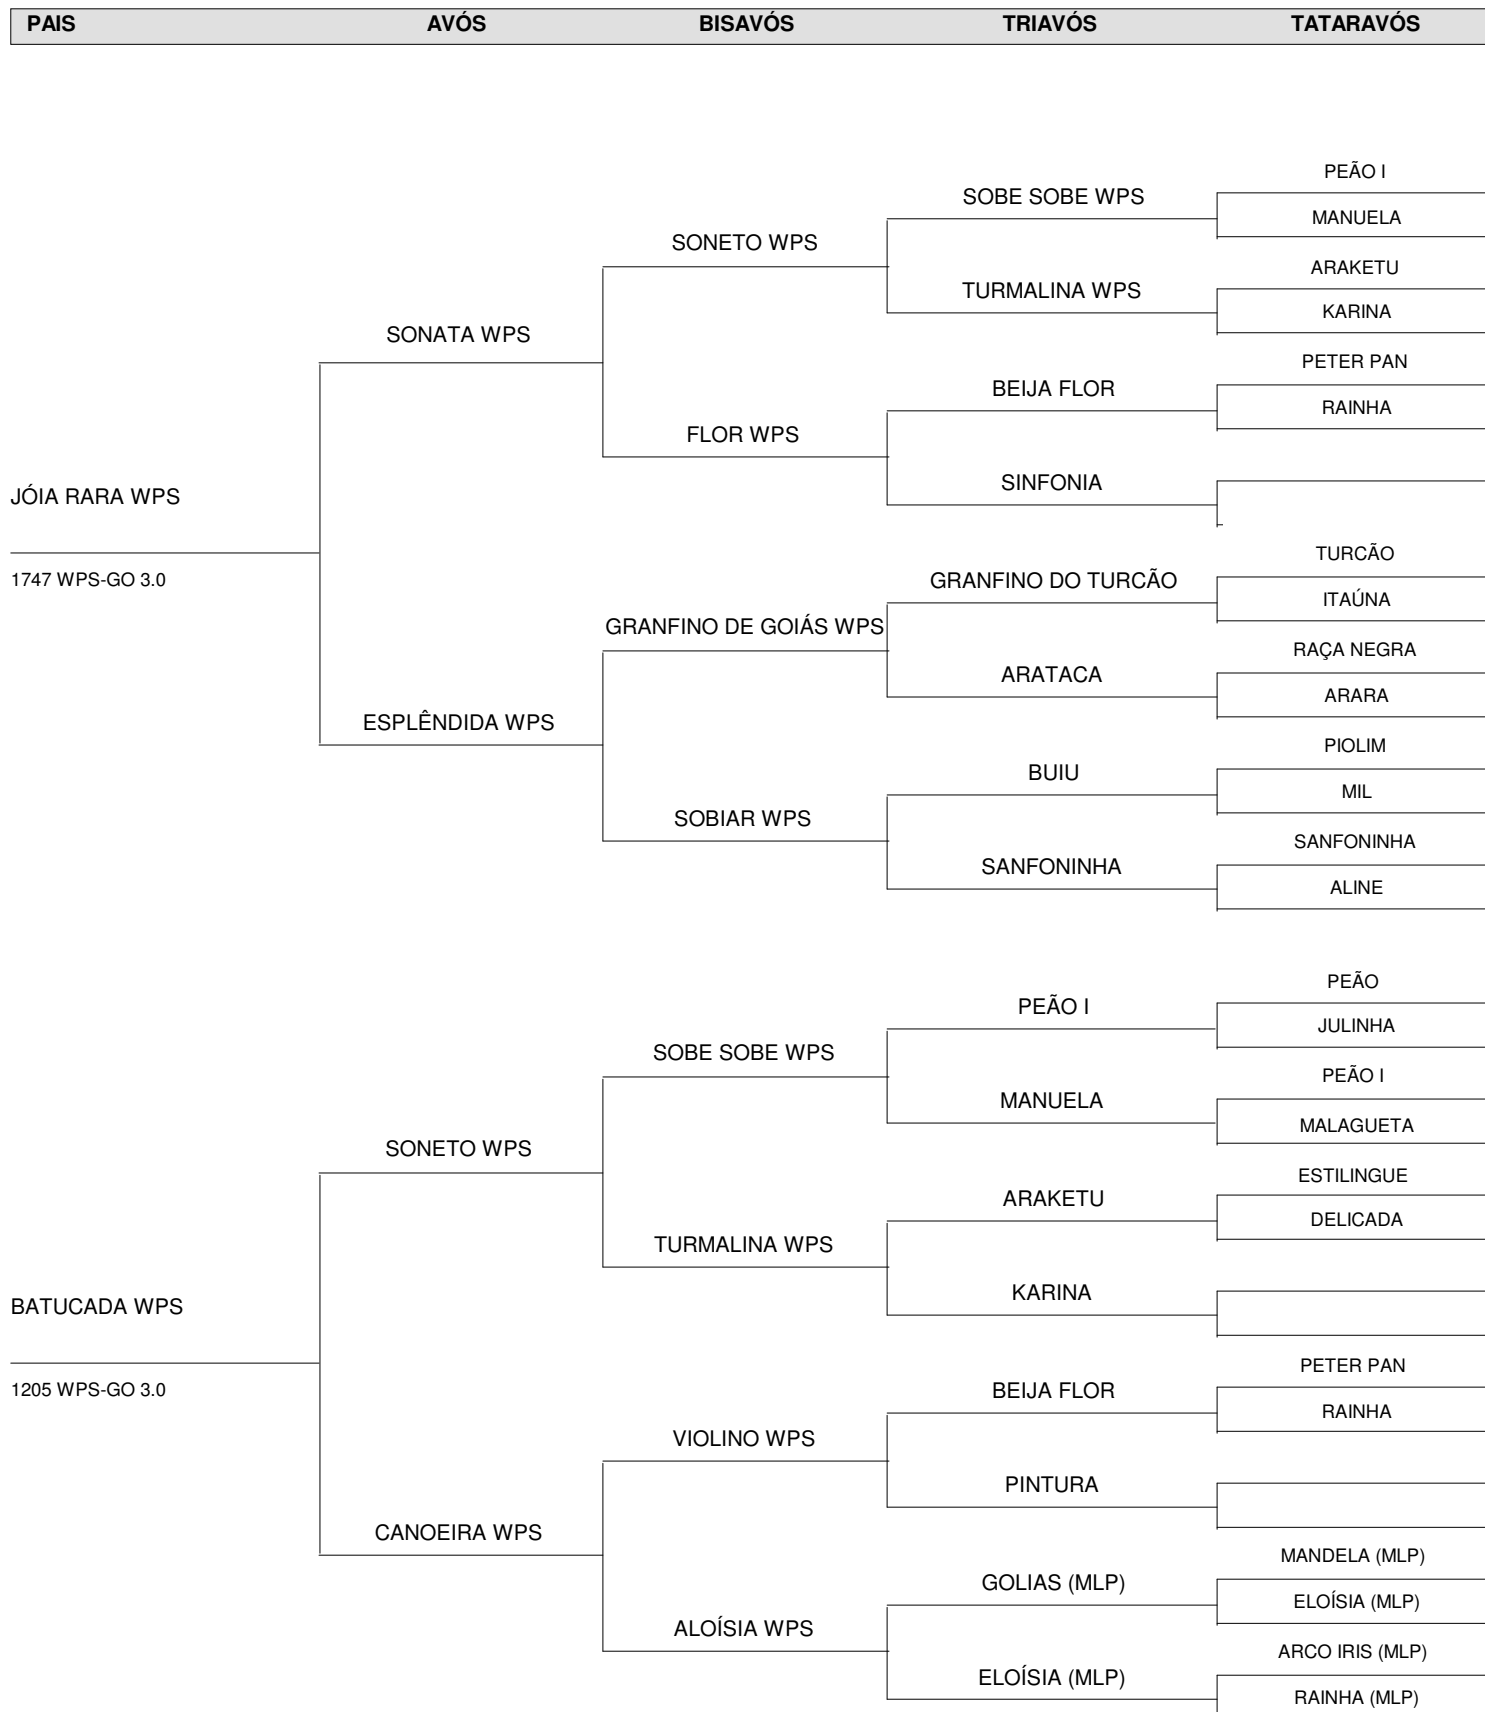 PAIS AVÓS BISAVÓS TRIAVÓS TATARAVÓS
PEÃO I
SOBE SOBE WPS
MANUELA
SONETO WPS
ARAKETU
TURMALINA WPS
KARINA
SONATA WPS
PETER PAN
BEIJA FLOR
RAINHA
FLOR WPS
SINFONIA
JÓIA RARA WPS
TURCÃO
1747 WPS-GO 3.0
GRANFINO DO TURCÃO
ITAÚNA
GRANFINO DE GOIÁS WPS
RAÇA NEGRA
ARATACA
ARARA
ESPLÊNDIDA WPS
PIOLIM
BUIU
MIL
SOBIAR WPS
SANFONINHA
SANFONINHA
ALINE
PEÃO
PEÃO I
JULINHA
SOBE SOBE WPS
PEÃO I
MANUELA
MALAGUETA
SONETO WPS
ESTILINGUE
ARAKETU
DELICADA
TURMALINA WPS
KARINA
BATUCADA WPS
PETER PAN
1205 WPS-GO 3.0
BEIJA FLOR
RAINHA
VIOLINO WPS
PINTURA
CANOEIRA WPS
MANDELA (MLP)
GOLIAS (MLP)
ELOÍSIA (MLP)
ALOÍSIA WPS
ARCO IRIS (MLP)
ELOÍSIA (MLP)
RAINHA (MLP)